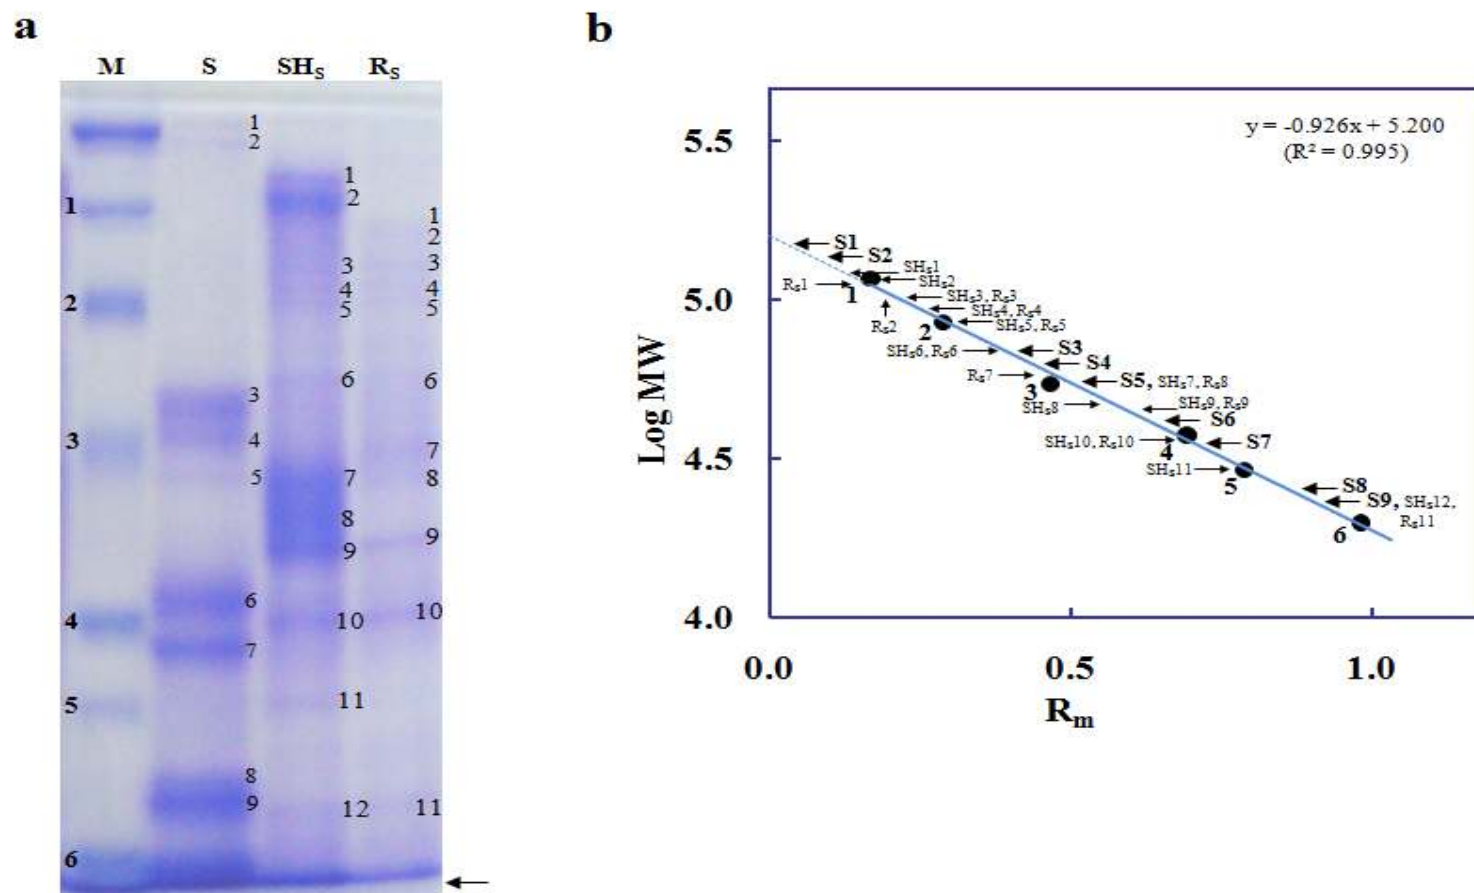 a
M S SHS RS
1
2
1
2
1
1
2
3
3
4
4
2
5
5
6
6
3
4
3
7
5
7
8
8
9
9
6
4
10
10
7
5
11
8
9
12
11
6
b
y = -0.926x + 5.200
(R² = 0.995)
5.5
5.0
4.5
4.0
Log MW
0.0
0.5
1.0
Rm
S1
S2
SHS1
SHS2
RS1
1
SHS3, RS3
SHS4, RS4
SHS5, RS5
RS2
2
SHS6, RS6
S3
S4
RS7
3
S5, SHS7, RS8
SHS8
SHS9, RS9
S6
SHS10, RS10
4
S7
SHS11
5
S8
S9, SHS12,
RS11
6